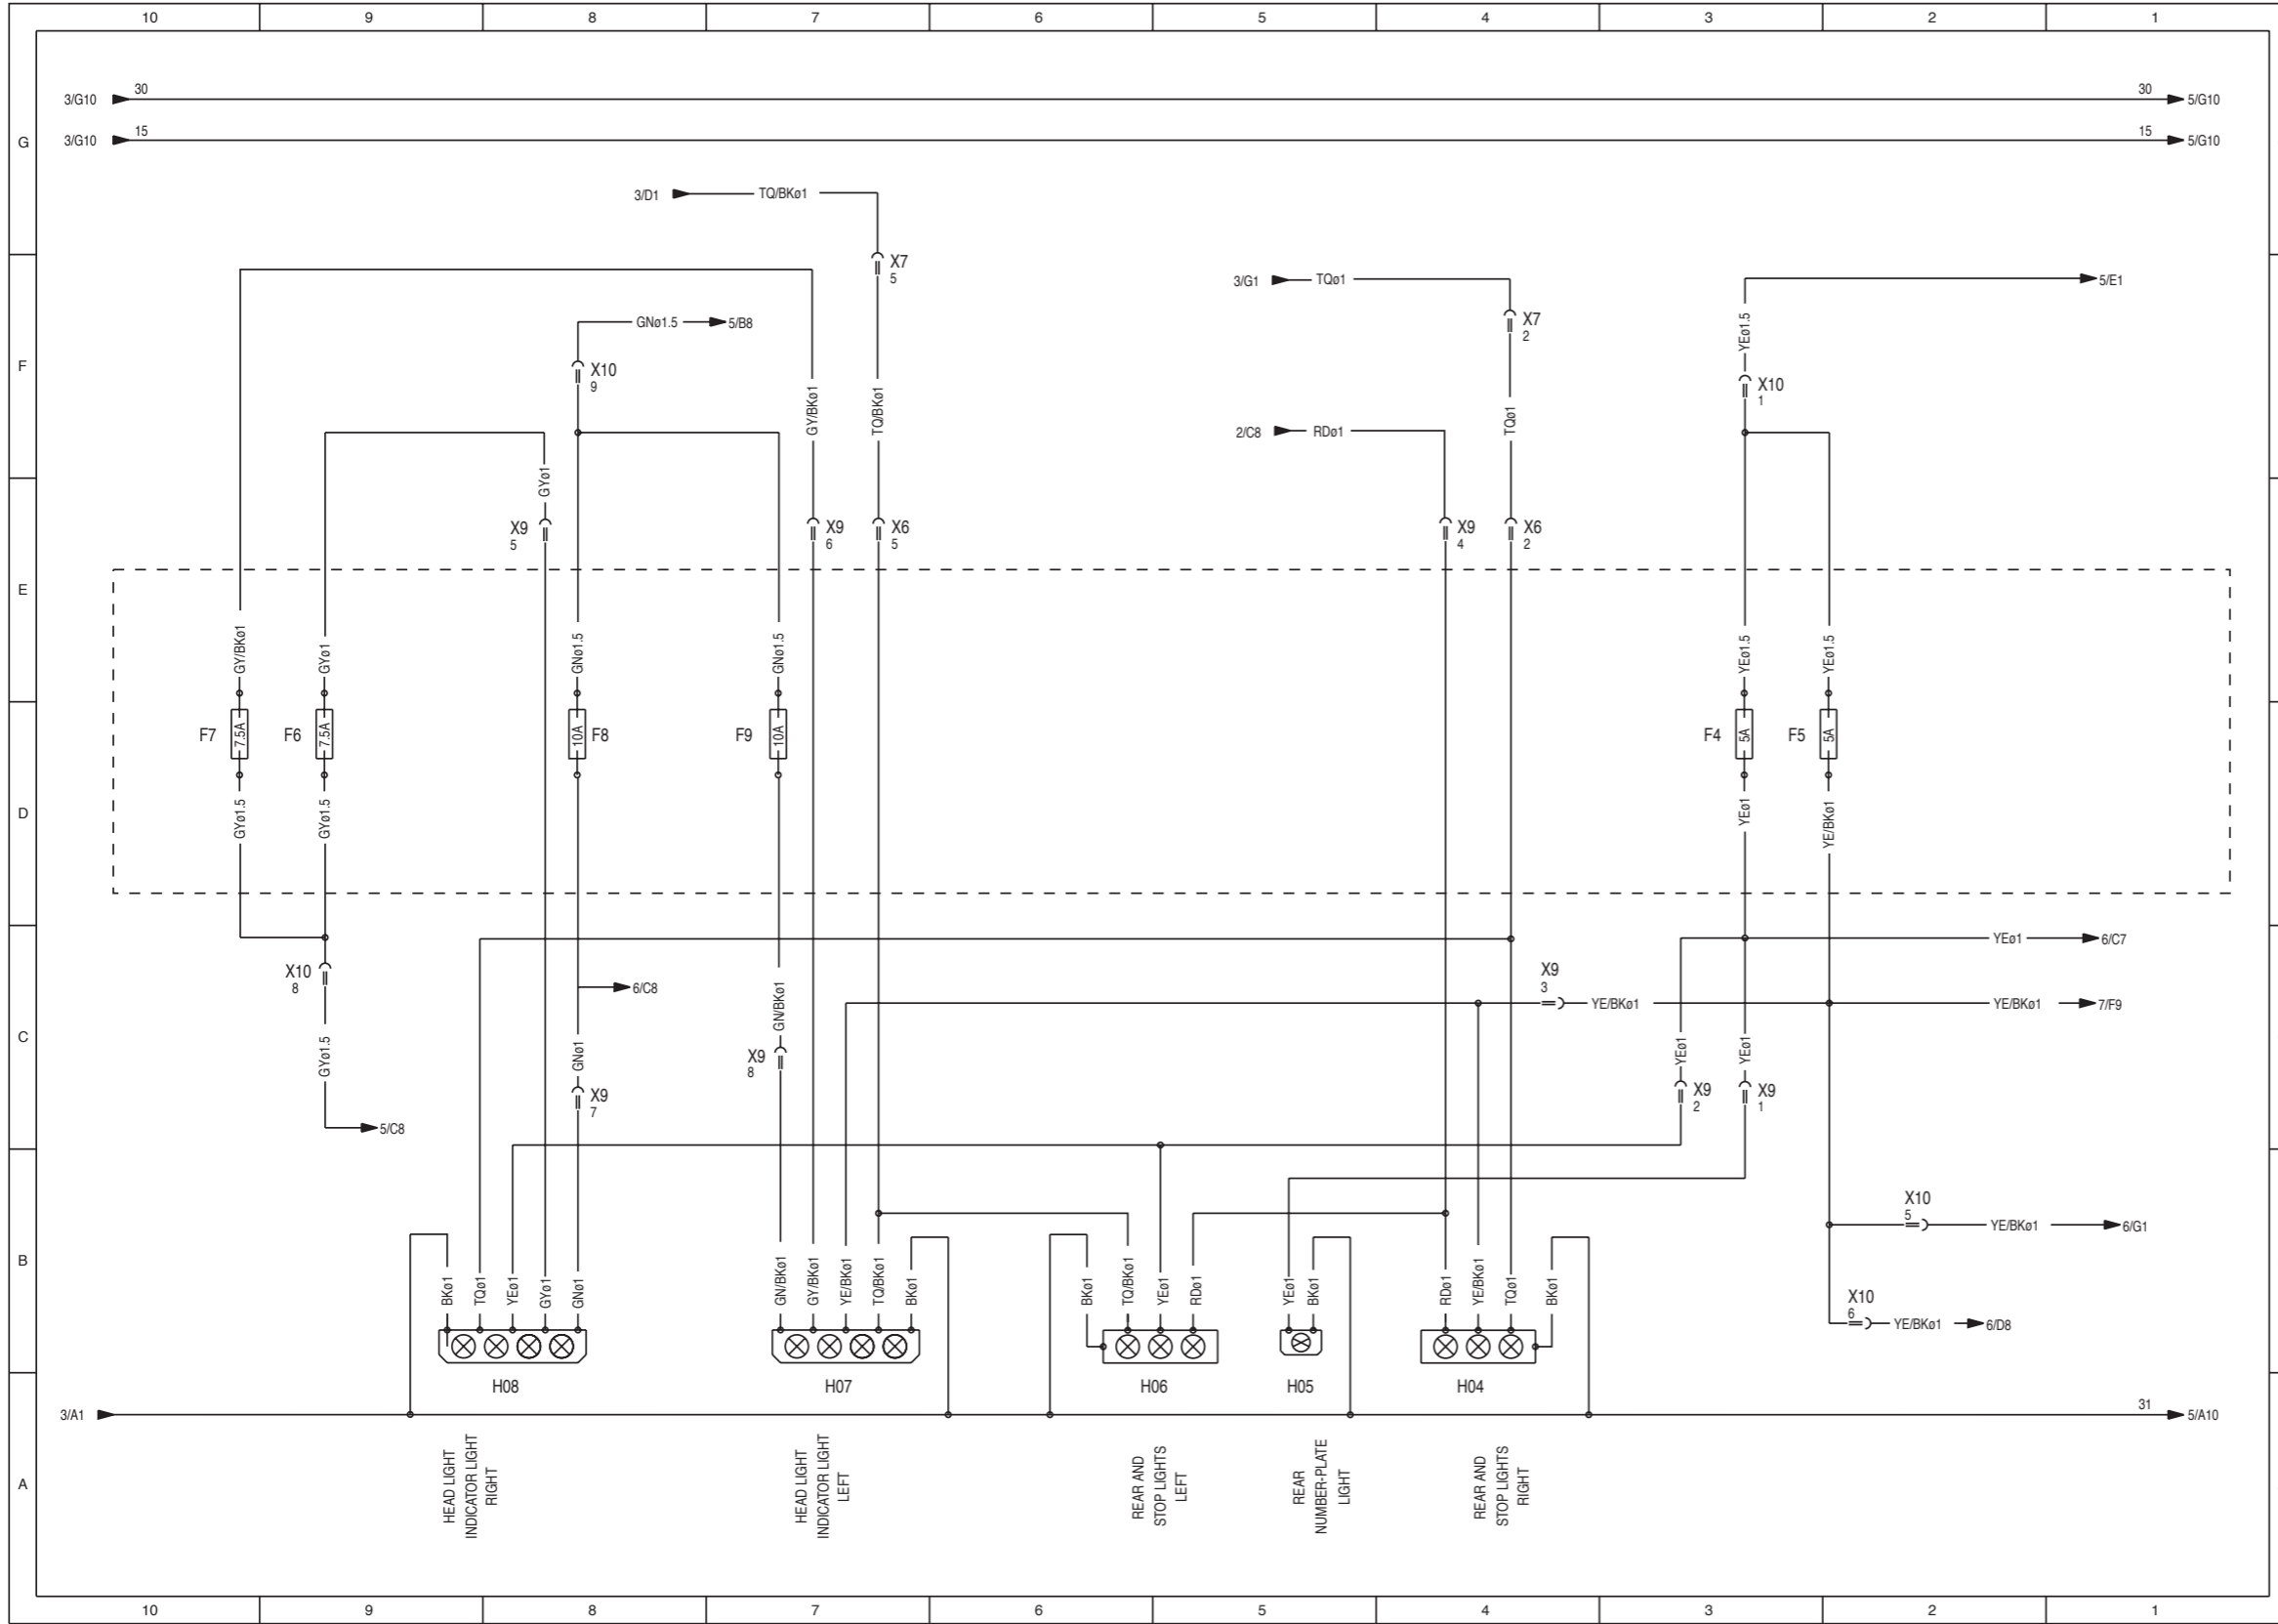 10 9 8 7 6 5 4 3 2 1
3/G10 30 30 5/G10
G
3/G10 15 15 5/G10
3/D1 TQ/BKø1
X7
5
3/G1 TQø1
5/E1
GNø1.5 5/B8
X7
2
YEø1.5
F
X10
9
X10
1
GY/BKø1
TQ/BKø1
TQø1
2/C8 RDø1
GYø1
X9
5
X9
6
X6
5
X9
4
X6
2
E
GY/BKø1
GYø1
GNø1.5
GNø1.5
YEø1.5
YEø1.5
F7 7.5A
F6 7.5A
10A F8
F9 10A
F4 5A
F5 5A
D
GYø1.5
GYø1.5
YEø1
YE/BKø1
YEø1 6/C7
X10
8
6/C8
GN/BKø1
X9
3
YE/BKø1
YE/BKø1 7/F9
C
GYø1.5
GNø1
X9
8
YEø1
YEø1
X9
7
X9
2
X9
1
5/C8
X10
5
YE/BKø1 6/G1
B
BKø1
TQø1
YEø1
GYø1
GNø1
GN/BKø1
GY/BKø1
YE/BKø1
TQ/BKø1
BKø1
BKø1
TQ/BKø1
YEø1
RDø1
YEø1
BKø1
RDø1
YE/BKø1
TQø1
BKø1
X10
6
YE/BKø1 6/D8
H08 H07 H06 H05 H04
3/A1 31 5/A10
A
HEAD LIGHT
INDICATOR LIGHT
RIGHT
HEAD LIGHT
INDICATOR LIGHT
LEFT
REAR AND
STOP LIGHTS
LEFT
REAR
NUMBER-PLATE
LIGHT
REAR AND
STOP LIGHTS
RIGHT
10 9 8 7 6 5 4 3 2 1